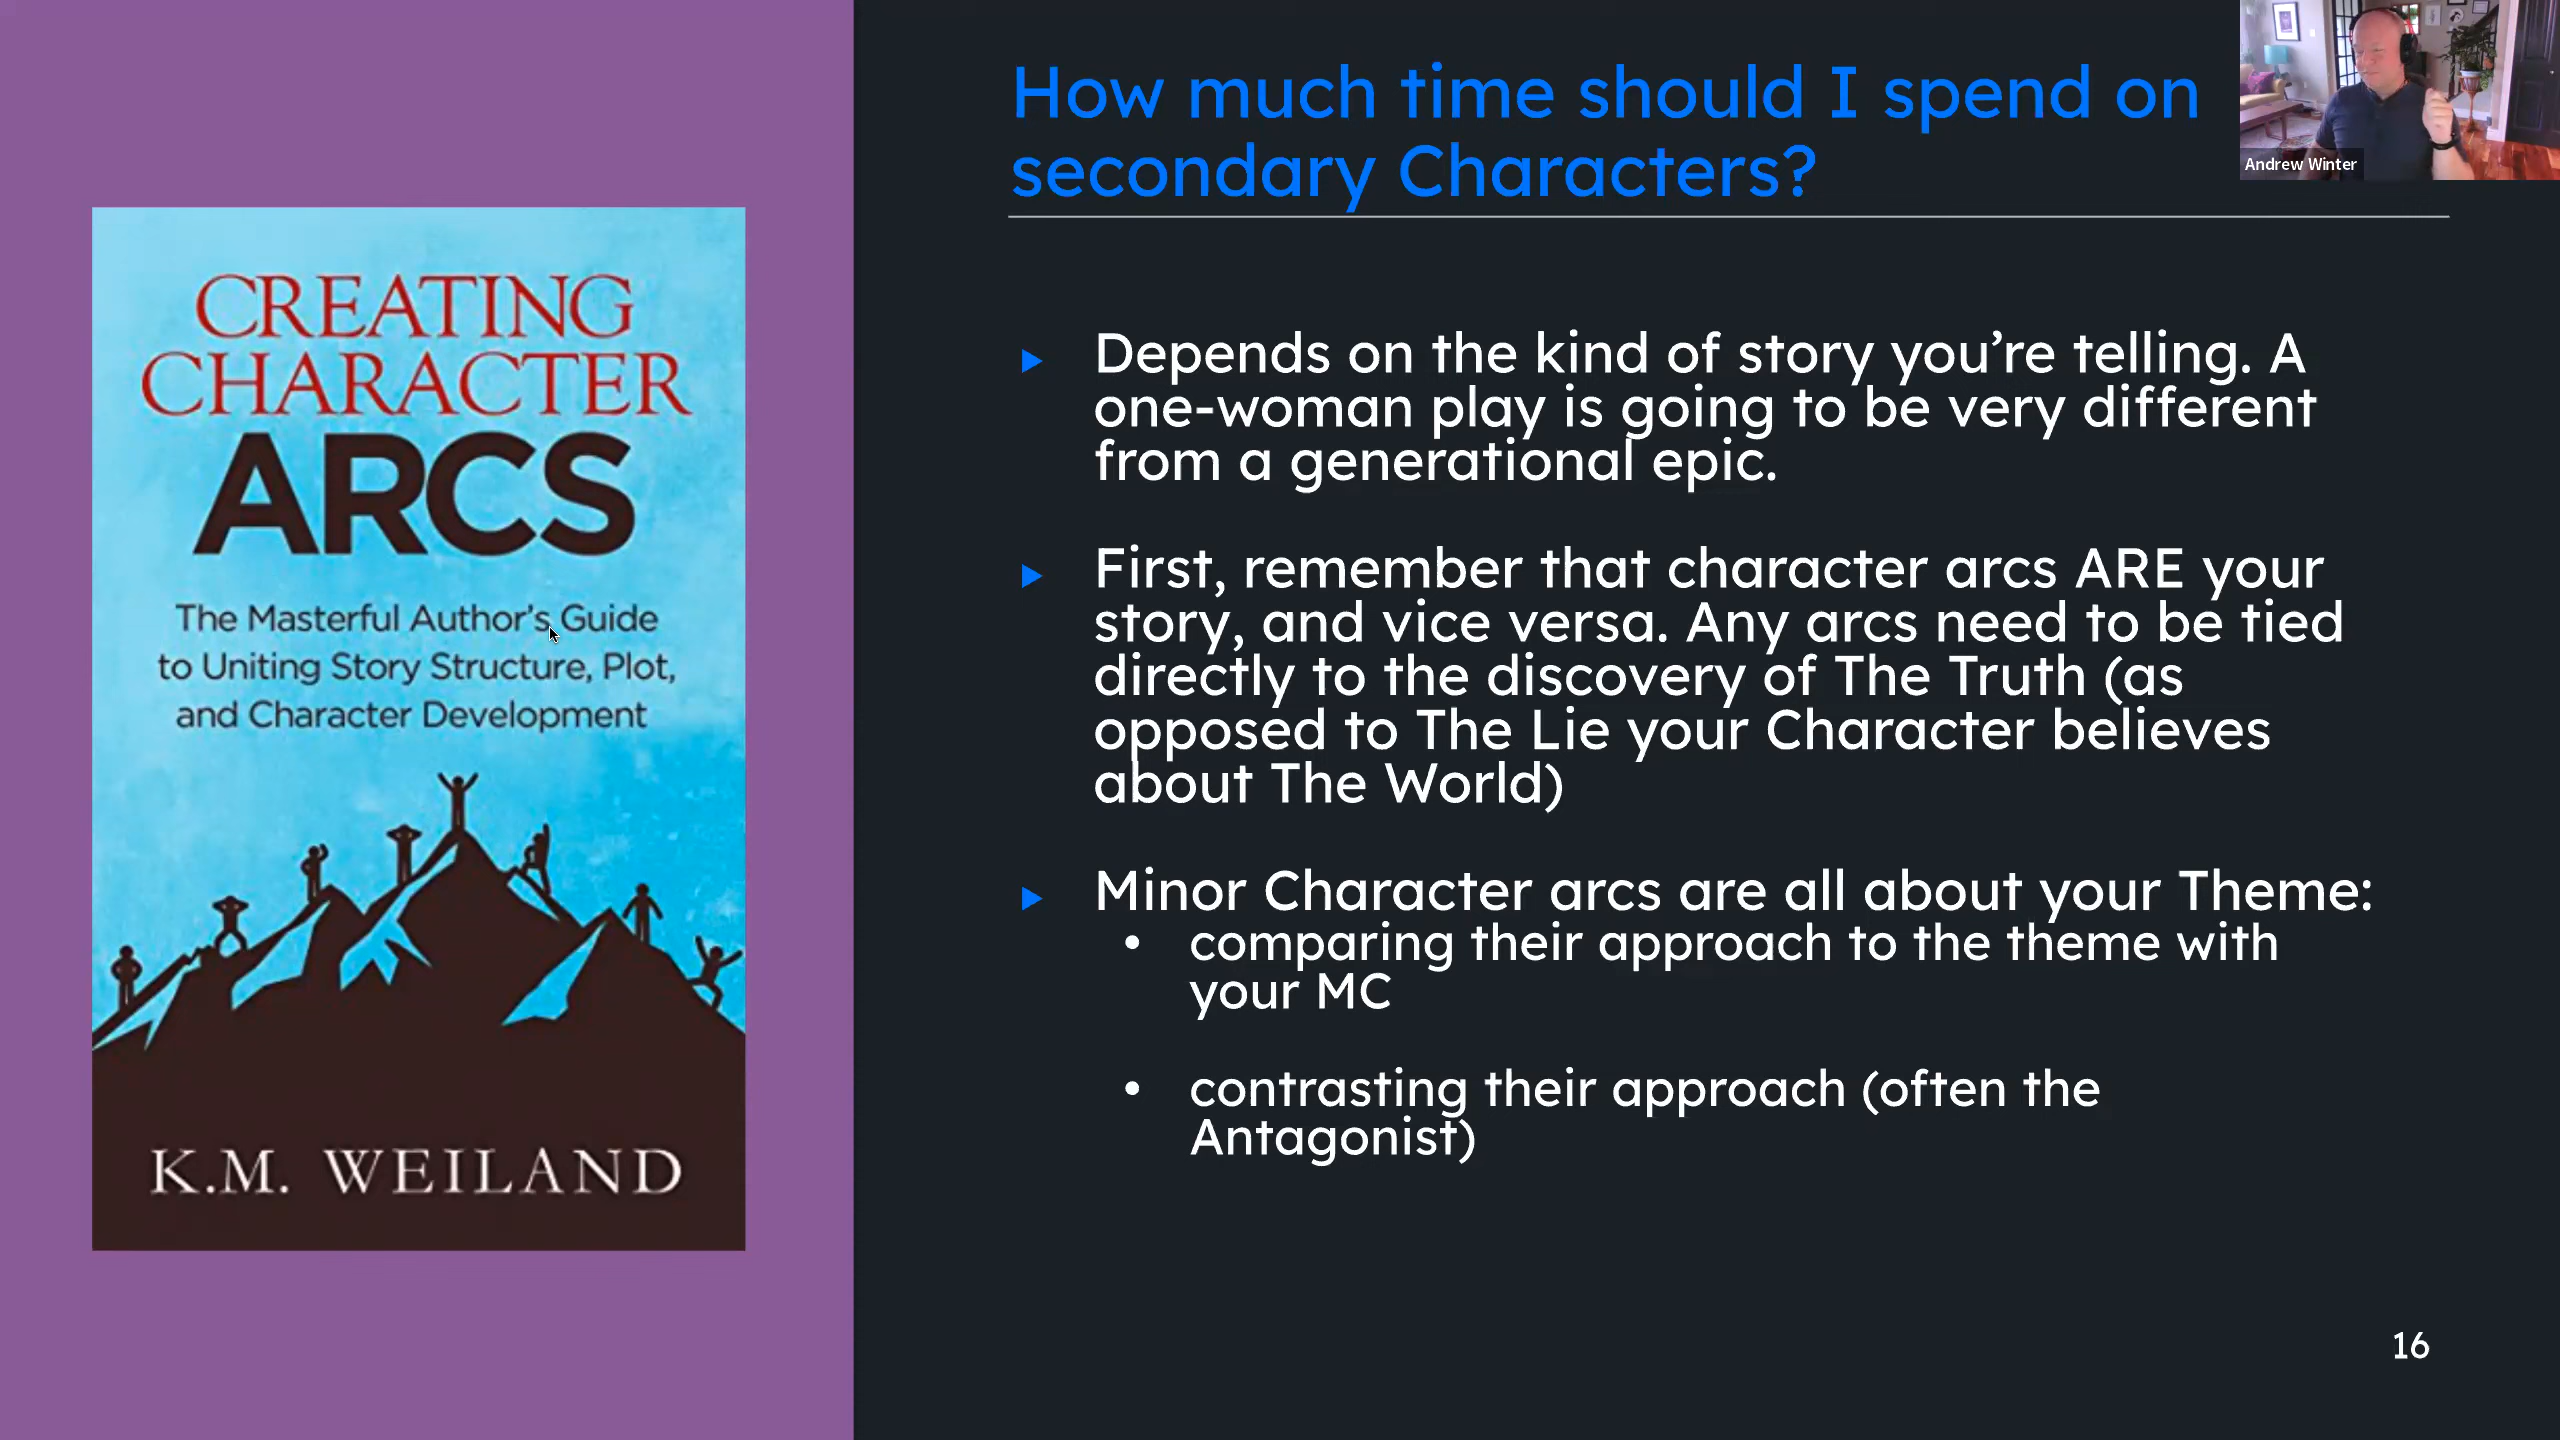 CREATING
CHARACTER
ARCS
The Masterful Author's Guide
to Uniting Story Structure, Plot,
and Character Development
K.M. WEILAND
How much time should I spend on
secondary Characters?
Depends on the kind of story you’re telling. A
one-woman play is going to be very different
from a generational epic.
First, remember that character arcs ARE your
story, and vice versa. Any arcs need to be tied
directly to the discovery of The Truth (as
opposed to The Lie your Character believes
about The World)
Minor Character arcs are all about your Theme:
• comparing their approach to the theme with
your MC
• contrasting their approach (often the
Antagonist)
16
Andrew Winter